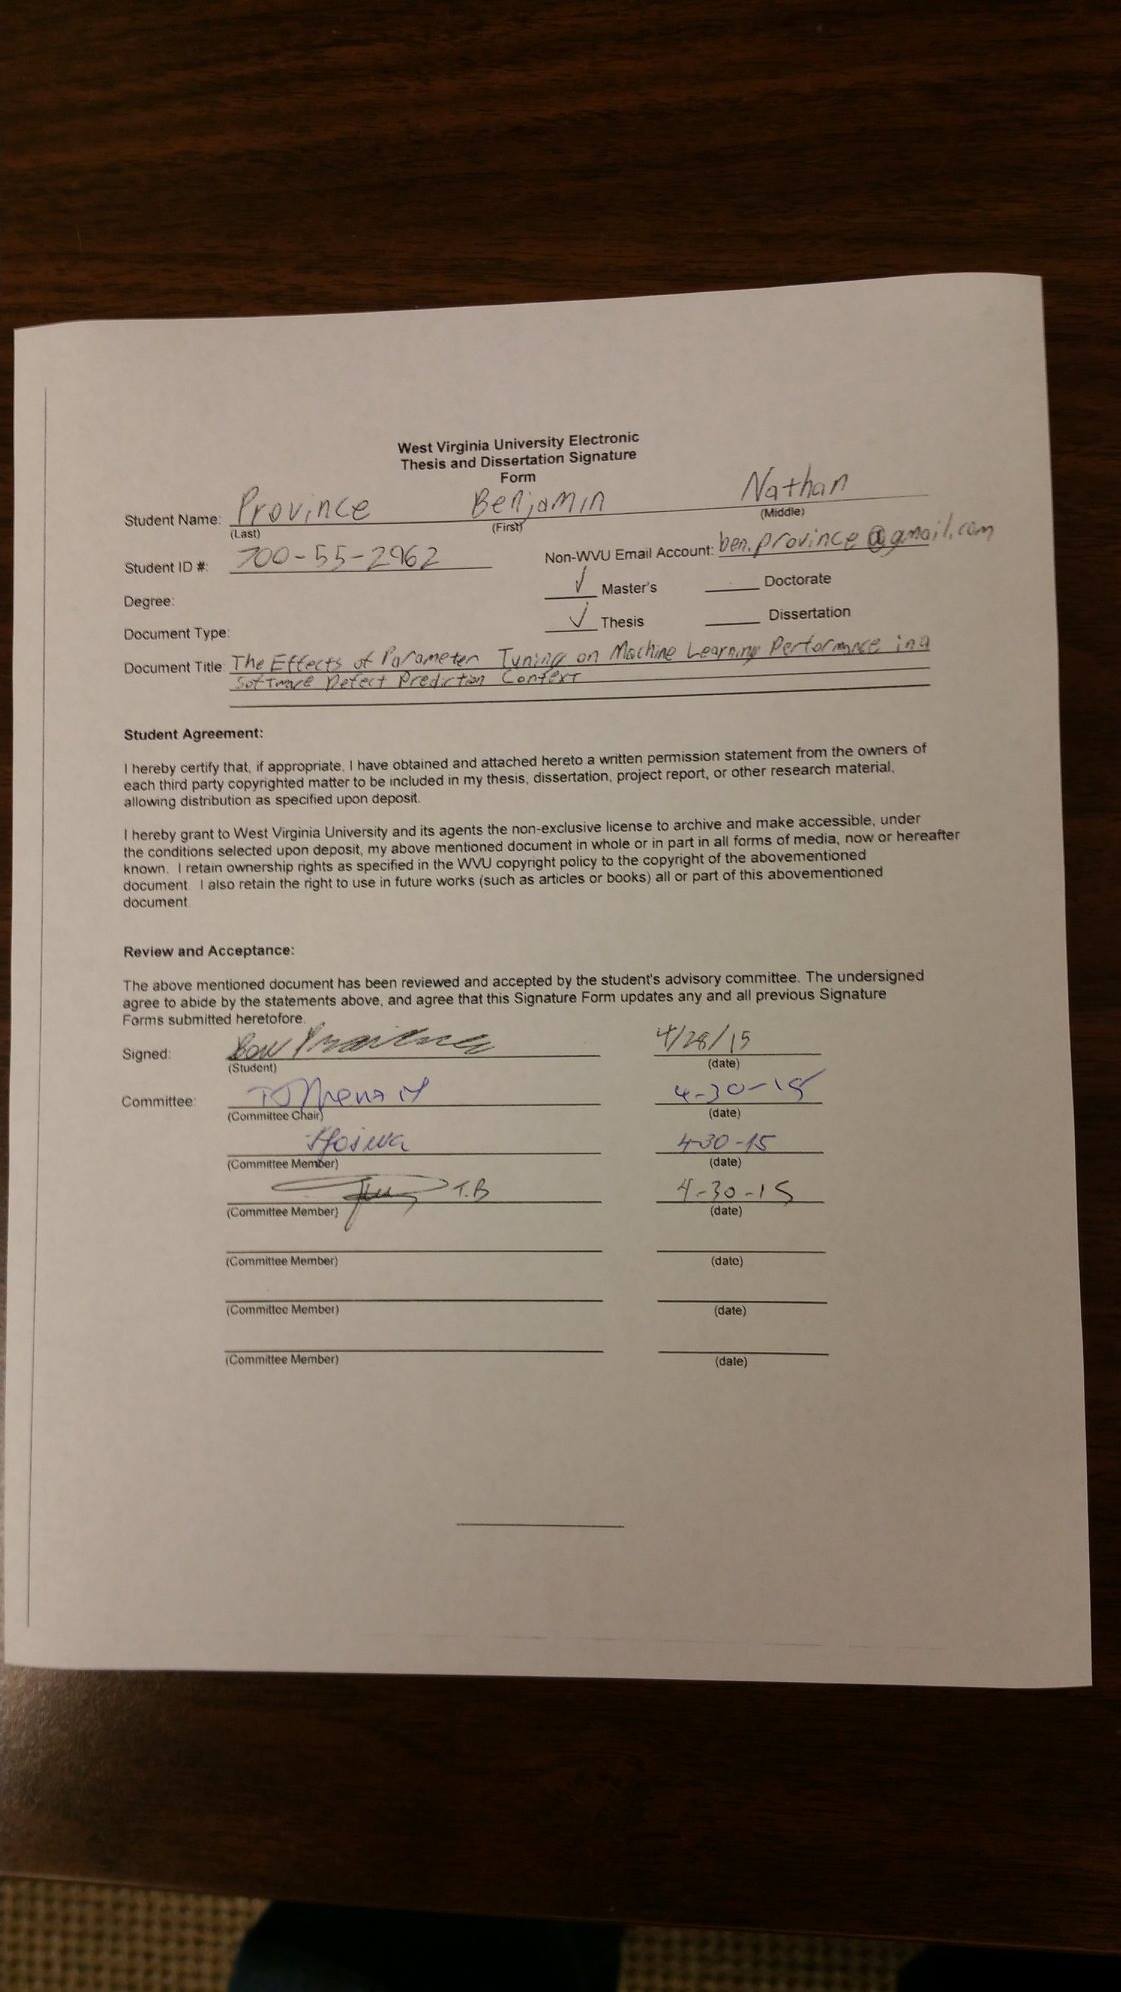 West Virginia University Electronic
Thesis and Dissertation Signature
Form
Student Name: Province Benjamin Nathan
(Last) (First) (Middle)
Student ID #: 700-55-2962 Non-WVU Email Account: ben.province@gmail.com
Degree: ✓ Master's Doctorate
Document Type: ✓ Thesis Dissertation
Document Title: The Effects of Parameter Tuning on Machine Learning Performance in a
Software Defect Prediction Context
Student Agreement:
I hereby certify that, if appropriate, I have obtained and attached hereto a written permission statement from the owners of
each third party copyrighted matter to be included in my thesis, dissertation, project report, or other research material,
allowing distribution as specified upon deposit.
I hereby grant to West Virginia University and its agents the non-exclusive license to archive and make accessible, under
the conditions selected upon deposit, my above mentioned document in whole or in part in all forms of media, now or hereafter
known. I retain ownership rights as specified in the WVU copyright policy to the copyright of the abovementioned
document. I also retain the right to use in future works (such as articles or books) all or part of this abovementioned
document.
Review and Acceptance:
The above mentioned document has been reviewed and accepted by the student's advisory committee. The undersigned
agree to abide by the statements above, and agree that this Signature Form updates any and all previous Signature
Forms submitted heretofore.
Signed: Ben Province 4/28/15
(Student) (date)
Committee: 4-30-15
(Committee Chair) (date)
4-30-15
(Committee Member) (date)
T.B 4-30-15
(Committee Member) (date)
(Committee Member) (date)
(Committee Member) (date)
(Committee Member) (date)